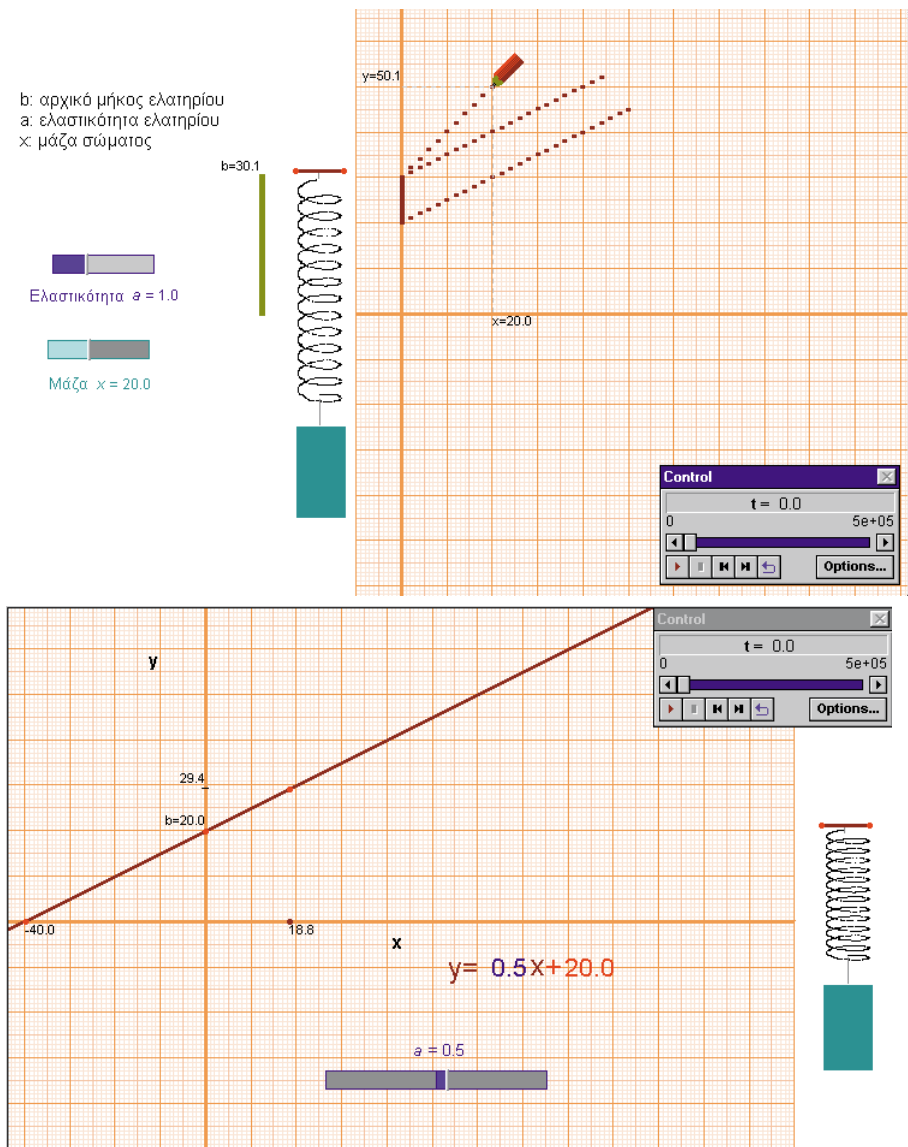 y=50.1
b: αρχικό μήκος ελατηρίου
a: ελαστικότητα ελατηρίου
x: μάζα σώματος
b=30.1
Ελαστικότητα a = 1.0
x=20.0
Μάζα x = 20.0
Control
t = 0.0
0 5e+05
Options...
Control
t = 0.0
0 5e+05
Options...
y
29.4
b=20.0
-40.0
18.8
x
y= 0.5x+20.0
a = 0.5